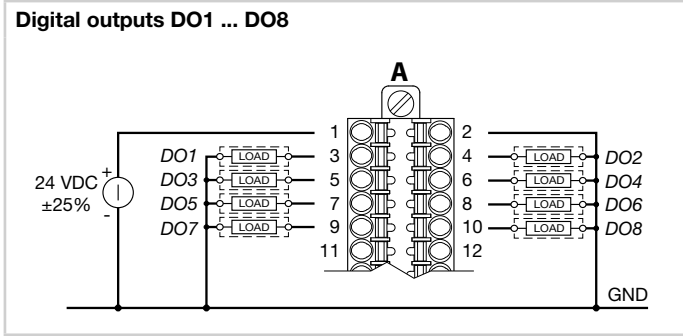 Digital outputs DO1 ... DO8
A
1 2
DO1 LOAD 3 4 LOAD DO2
24 VDC + DO3 LOAD 5 6 LOAD DO4
±25% - DO5 LOAD 7 8 LOAD DO6
DO7 LOAD 9 10 LOAD DO8
11 12
GND